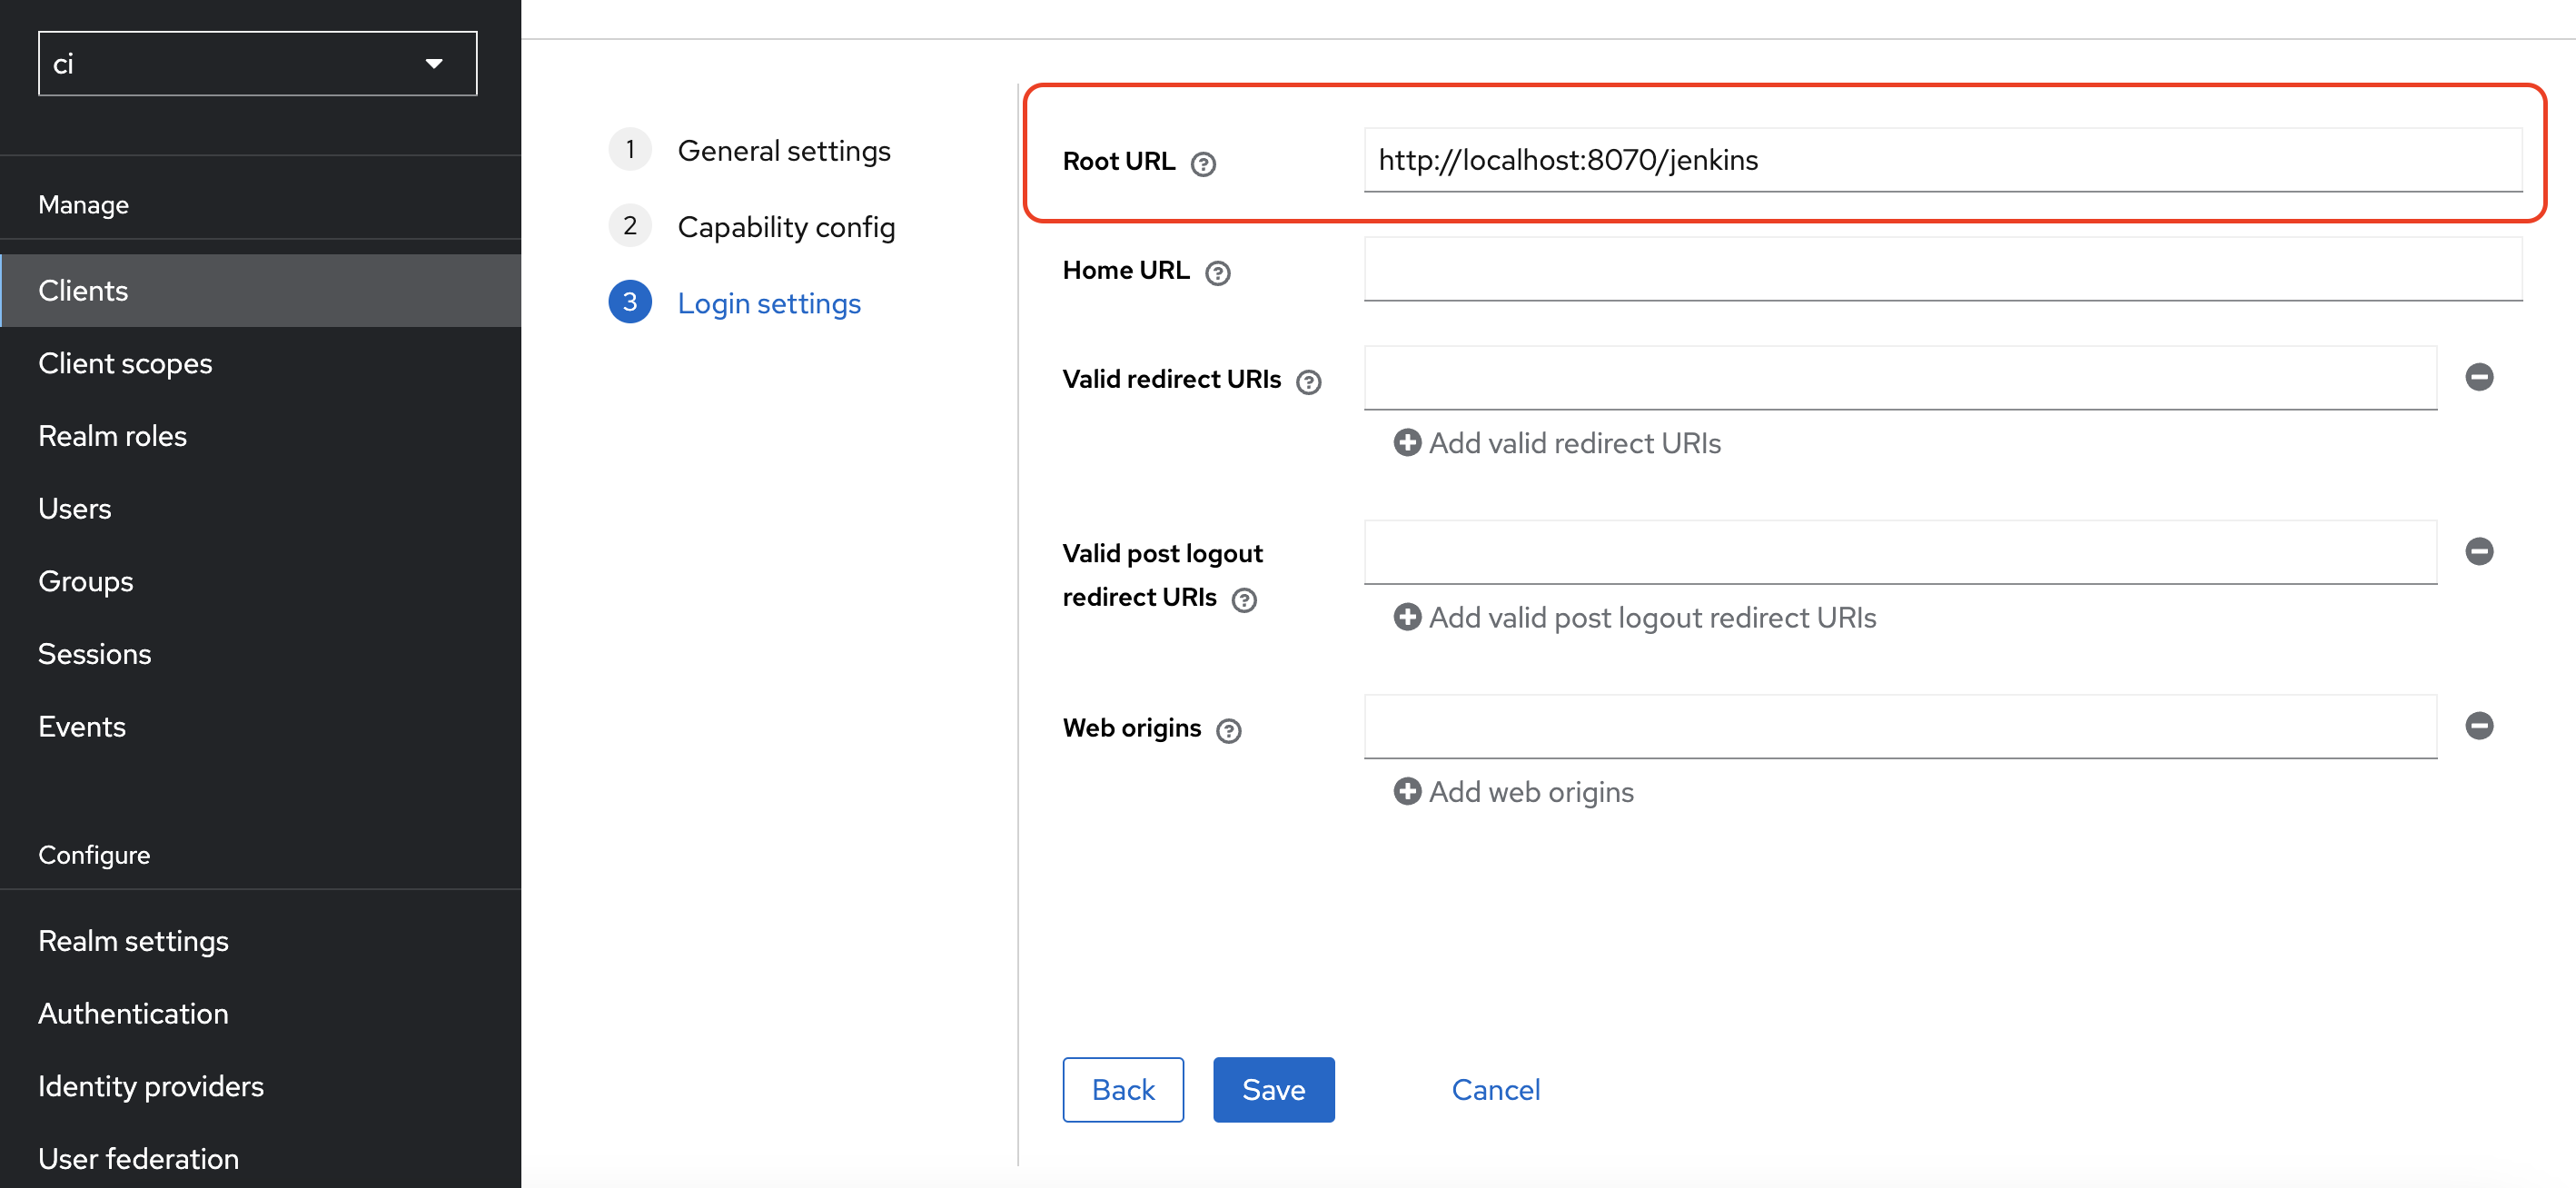 ci
Manage
Clients
Client scopes
Realm roles
Users
Groups
Sessions
Events
Configure
Realm settings
Authentication
Identity providers
User federation
1 General settings
2 Capability config
3 Login settings
Root URL ? http://localhost:8070/jenkins
Home URL ?
Valid redirect URIs ?
Add valid redirect URIs
Valid post logout
redirect URIs ?
Add valid post logout redirect URIs
Web origins ?
Add web origins
Back Save Cancel